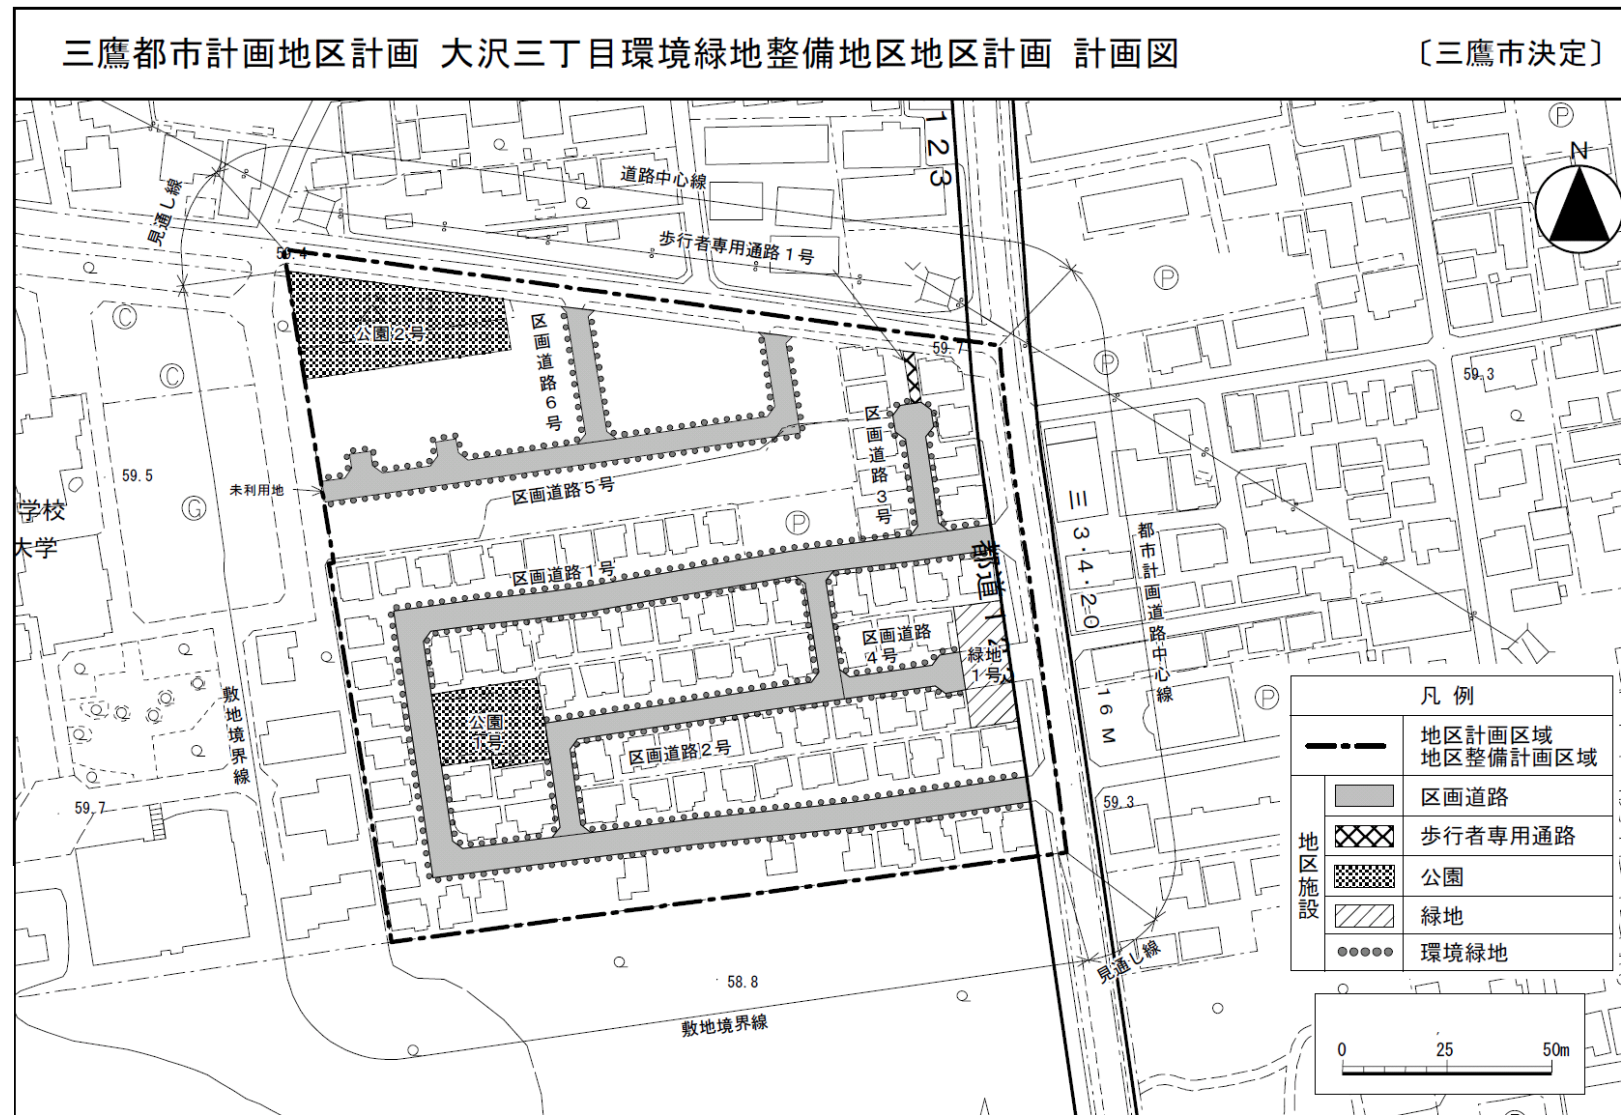 三鷹都市計画地区計画 大沢三丁目環境緑地整備地区地区計画 計画図
〔三鷹市決定〕
123
P
N
道路中心線
見通し線
歩行者専用通路1号
59.4
59.7
P
C
公園2号
区画道路6号
P
C
59.3
区画道路3号
59.5
未利用地
区画道路5号
G
学校
大学
P
三3・4・20
都市計画道路中心線
都道123
区画道路1号
区画道路
4号
緑地
1号
敷地境界線
16M
P
公園
1号
区画道路2号
59.7
59.3
凡例
地区計画区域
地区整備計画区域
地区施設
区画道路
歩行者専用通路
公園
緑地
環境緑地
見通し線
58.8
敷地境界線
0 25 50m